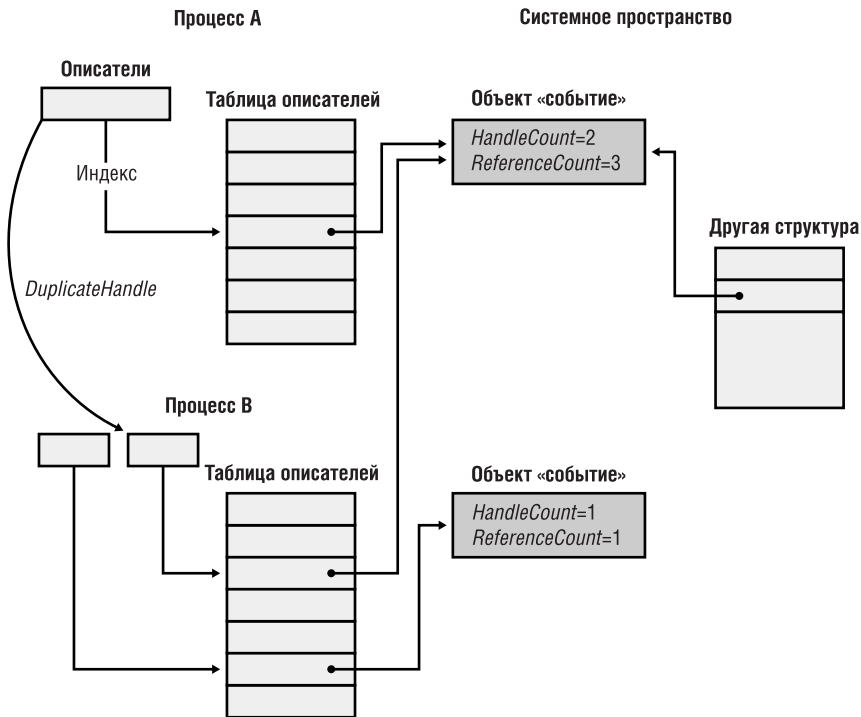 Процесс А
Системное пространство
Описатели
Таблица описателей
Объект «событие»
HandleCount=2
ReferenceCount=3
Индекс
Другая структура
DuplicateHandle
Процесс В
Таблица описателей
Объект «событие»
HandleCount=1
ReferenceCount=1